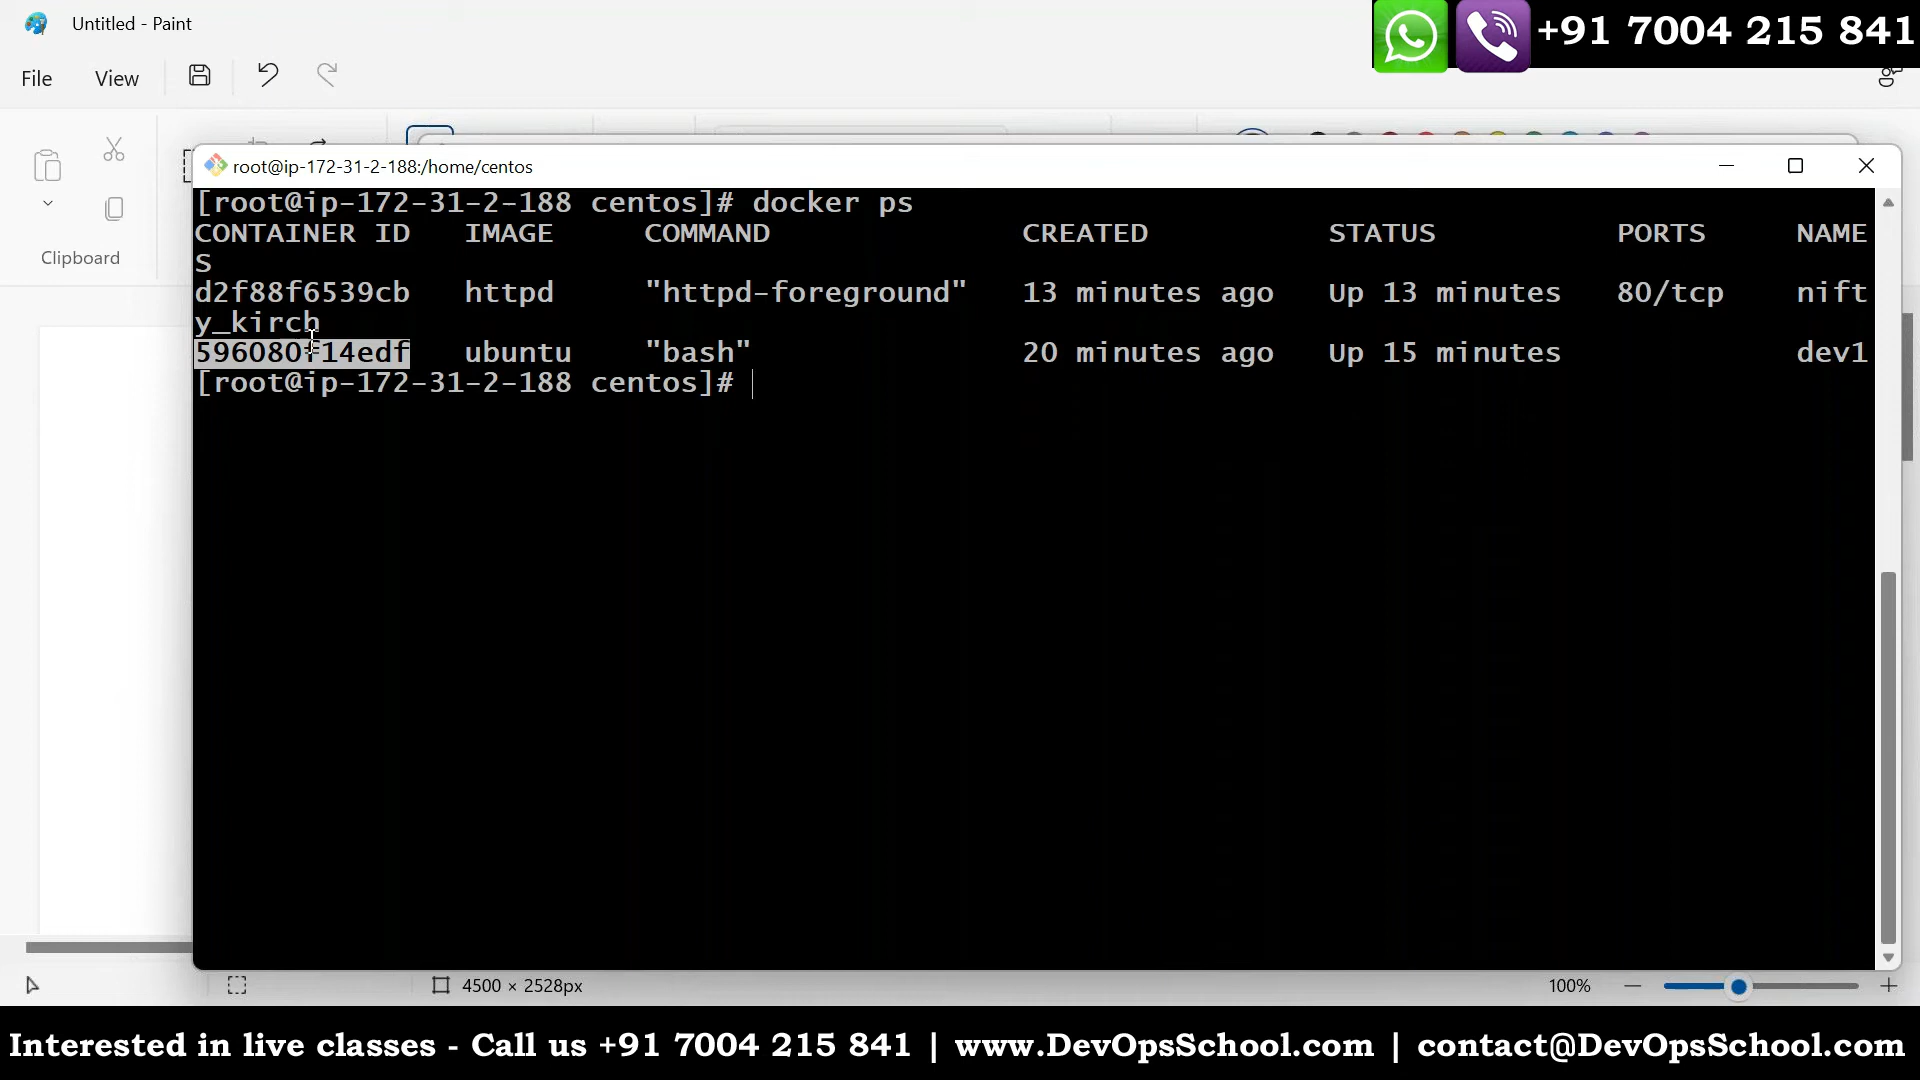 Untitled - Paint
+91 7004 215 841
File View
Clipboard
root@ip-172-31-2-188:/home/centos
[root@ip-172-31-2-188 centos]# docker ps
CONTAINER ID IMAGE COMMAND CREATED STATUS PORTS NAME
S
d2f88f6539cb httpd "httpd-foreground" 13 minutes ago Up 13 minutes 80/tcp nift
y_kirch
596080f14edf ubuntu "bash" 20 minutes ago Up 15 minutes dev1
[root@ip-172-31-2-188 centos]#
4500 × 2528px 100%
Interested in live classes - Call us +91 7004 215 841 | www.DevOpsSchool.com | contact@DevOpsSchool.com